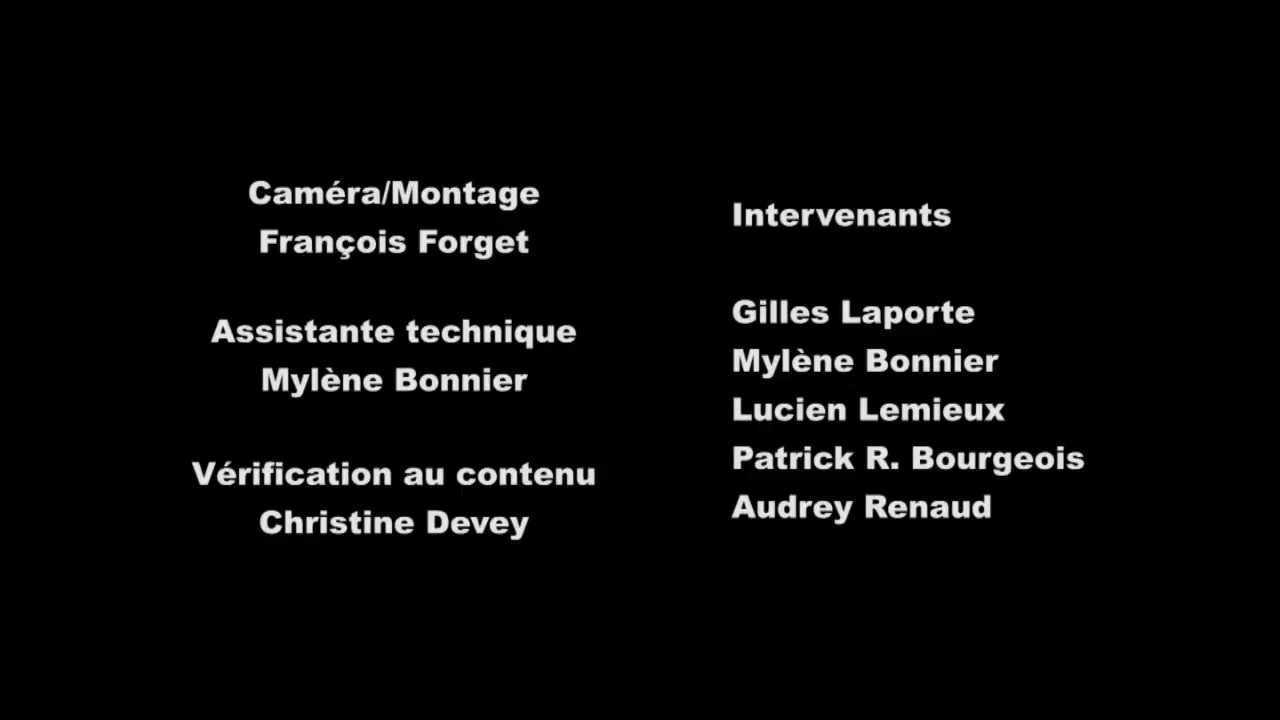 Caméra/Montage
François Forget
Assistante technique
Mylène Bonnier
Vérification au contenu
Christine Devey
Intervenants
Gilles Laporte
Mylène Bonnier
Lucien Lemieux
Patrick R. Bourgeois
Audrey Renaud